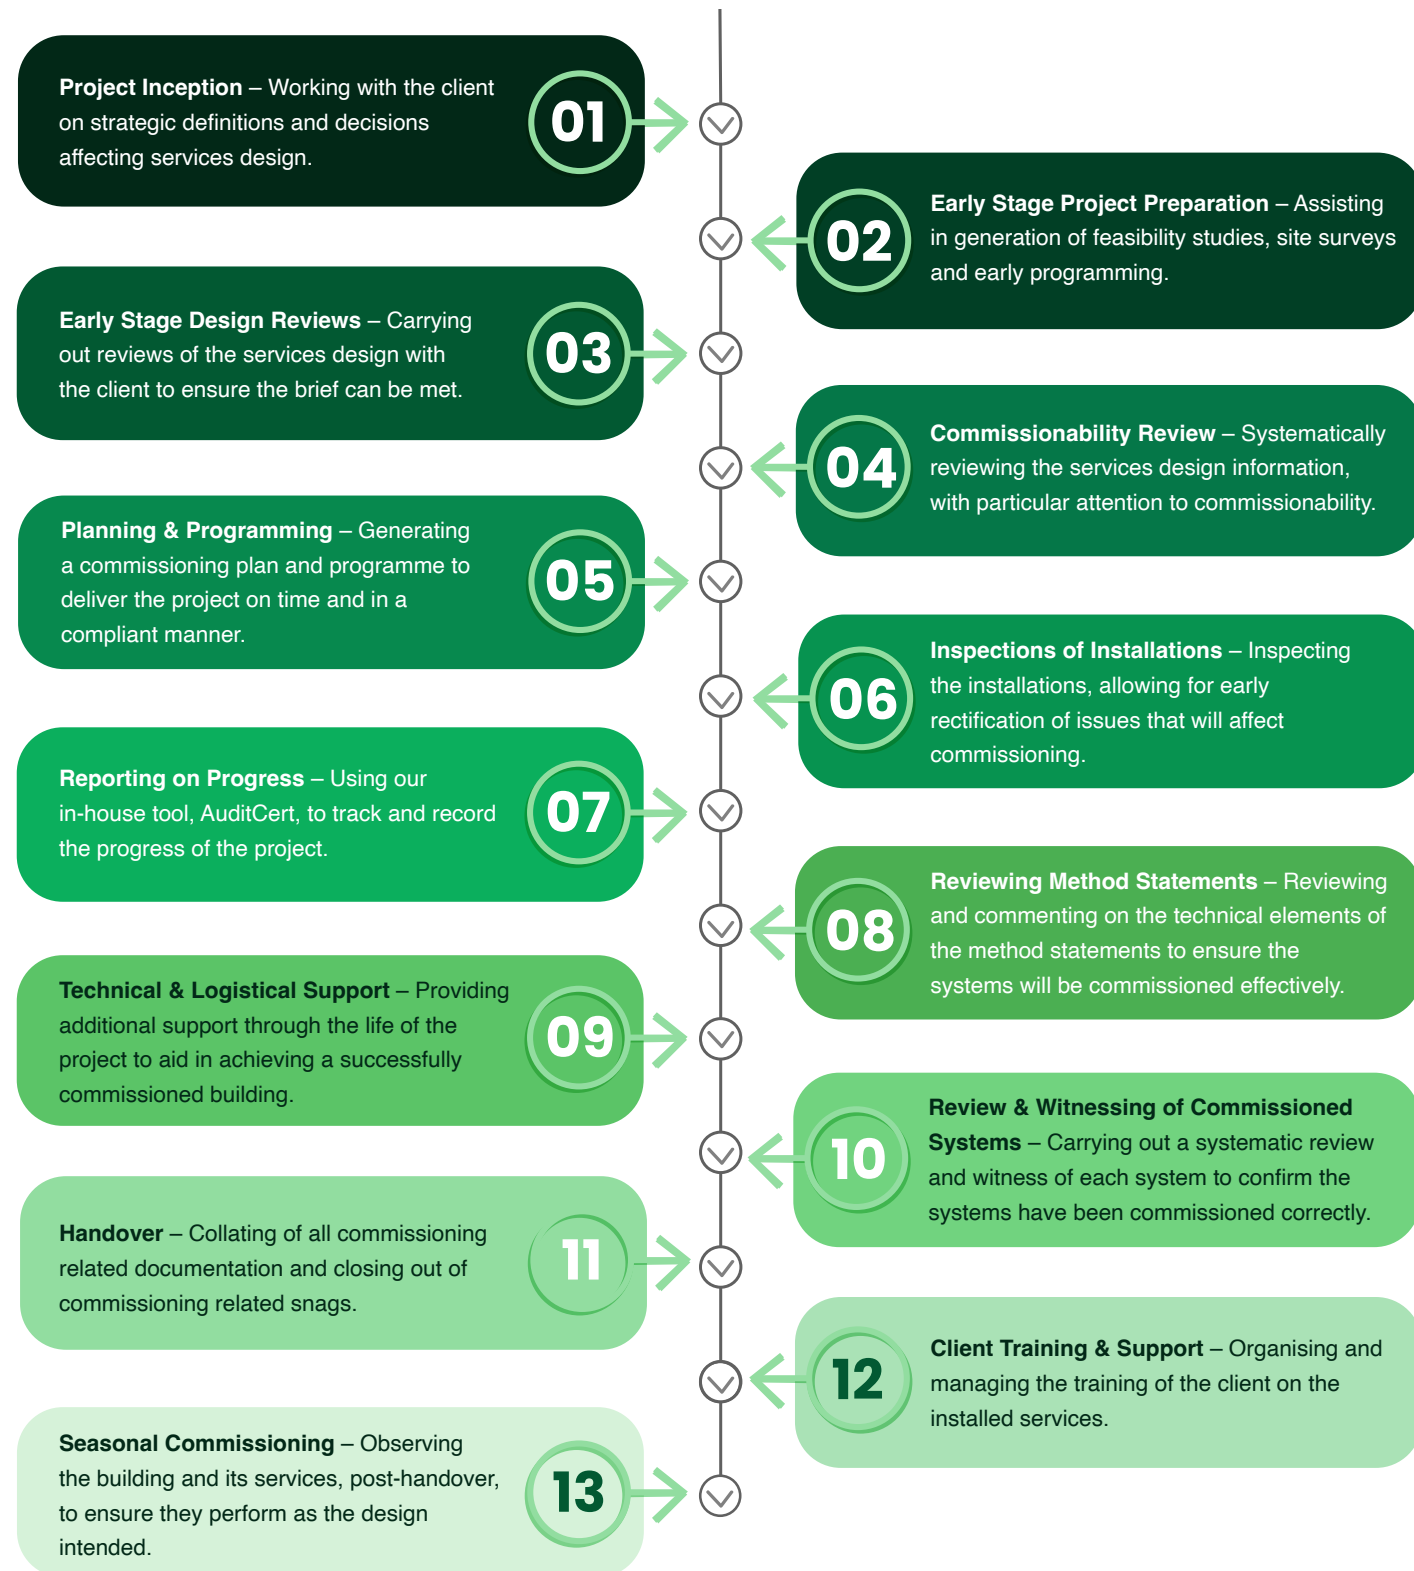 Project Inception – Working with the client
on strategic definitions and decisions
affecting services design.
01
02
Early Stage Project Preparation – Assisting
in generation of feasibility studies, site surveys
and early programming.
Early Stage Design Reviews – Carrying
out reviews of the services design with
the client to ensure the brief can be met.
03
04
Commissionability Review – Systematically
reviewing the services design information,
with particular attention to commissionability.
Planning & Programming – Generating
a commissioning plan and programme to
deliver the project on time and in a
compliant manner.
05
06
Inspections of Installations – Inspecting
the installations, allowing for early
rectification of issues that will affect
commissioning.
Reporting on Progress – Using our
in-house tool, AuditCert, to track and record
the progress of the project.
07
08
Reviewing Method Statements – Reviewing
and commenting on the technical elements of
the method statements to ensure the
systems will be commissioned effectively.
Technical & Logistical Support – Providing
additional support through the life of the
project to aid in achieving a successfully
commissioned building.
09
10
Review & Witnessing of Commissioned
Systems – Carrying out a systematic review
and witness of each system to confirm the
systems have been commissioned correctly.
Handover – Collating of all commissioning
related documentation and closing out of
commissioning related snags.
11
12
Client Training & Support – Organising and
managing the training of the client on the
installed services.
Seasonal Commissioning – Observing
the building and its services, post-handover,
to ensure they perform as the design
intended.
13